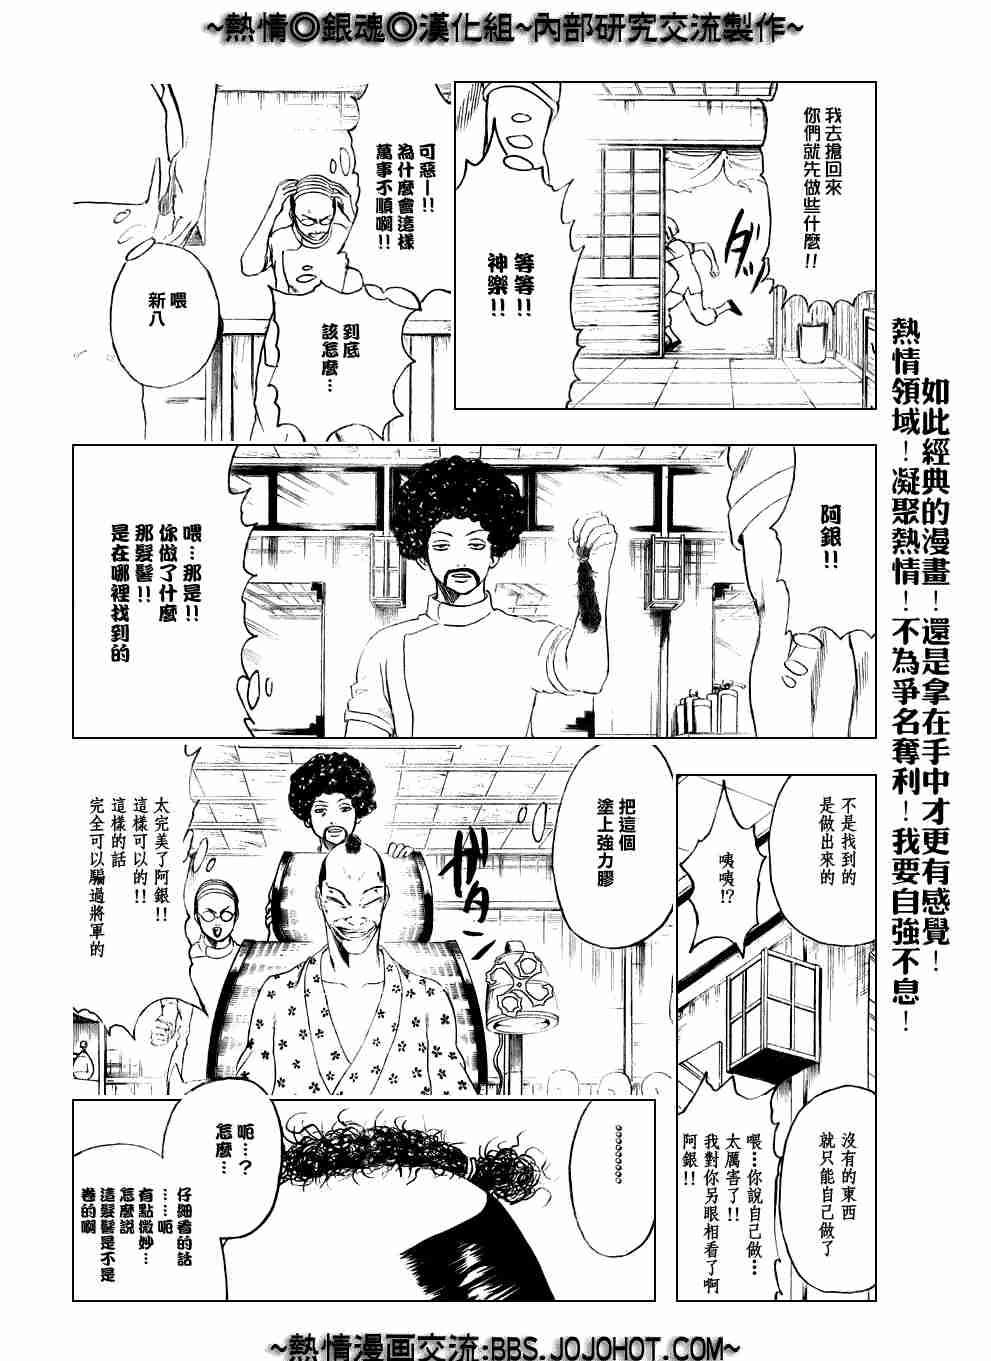 ~熱情◎銀魂◎漢化組~內部研究交流製作~
我去搶回來
你們就先做些什麼!!
ダッ
等等!!
神樂!!
可惡ー!!
為什麼會這樣
萬事不順啊!!
到底
該怎麼…
喂
新八
阿銀!!
喂…那是!!
你做了什麼
那髮髻!!
是在哪裡找到的
不是找到的
是做出來的
咦
咦!?
沒有的東西
就只能自己做了
喂…你說自己做…
太厲害了!!
我對你另眼相看了啊
阿銀!!
把這個
塗上強力膠
ガタン
太完美了阿銀!!
這樣可以的!!
這樣的話
完全可以騙過將軍的
………
呃…?
怎麼…
仔細看的話
……呃
有點微妙…
怎麼說
這髮髻是不是
卷的啊
如此經典的漫畫!還是拿在手中才更有感覺!
熱情領域!凝聚熱情!不為爭名奪利!我要自強不息!
~熱情漫画交流:BBS.JOJOHOT.COM~